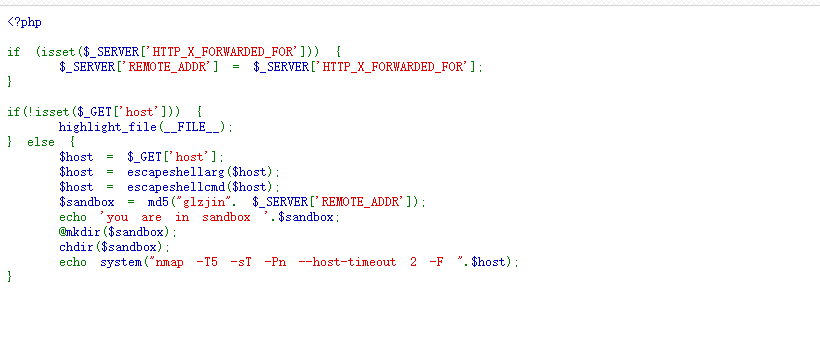 <?php
if (isset($_SERVER['HTTP_X_FORWARDED_FOR'])) {
$_SERVER['REMOTE_ADDR'] = $_SERVER['HTTP_X_FORWARDED_FOR'];
}
if(!isset($_GET['host'])) {
highlight_file(__FILE__);
} else {
$host = $_GET['host'];
$host = escapeshellarg($host);
$host = escapeshellcmd($host);
$sandbox = md5("glzjin". $_SERVER['REMOTE_ADDR']);
echo 'you are in sandbox '.$sandbox;
@mkdir($sandbox);
chdir($sandbox);
echo system("nmap -T5 -sT -Pn --host-timeout 2 -F ".$host);
}